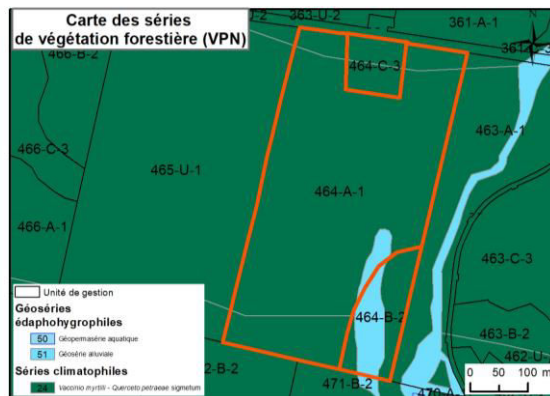 Carte des séries
de végétation forestière (VPN)
363-U-2
361-A-1
466-B-2
464-C-3
463-A-1
466-C-3
465-U-1
464-A-1
466-A-1
463-C-3
464-B-2
463-B-2
462-U-
471-B-2
Unité de gestion
Géoséries
édaphohygrophiles
50 Géopermasérie aquatique
51 Géosérie alluviale
Séries climatophiles
24 Vaccinio myrtilli - Querceto petraeae sigmetum
0 50 100 m